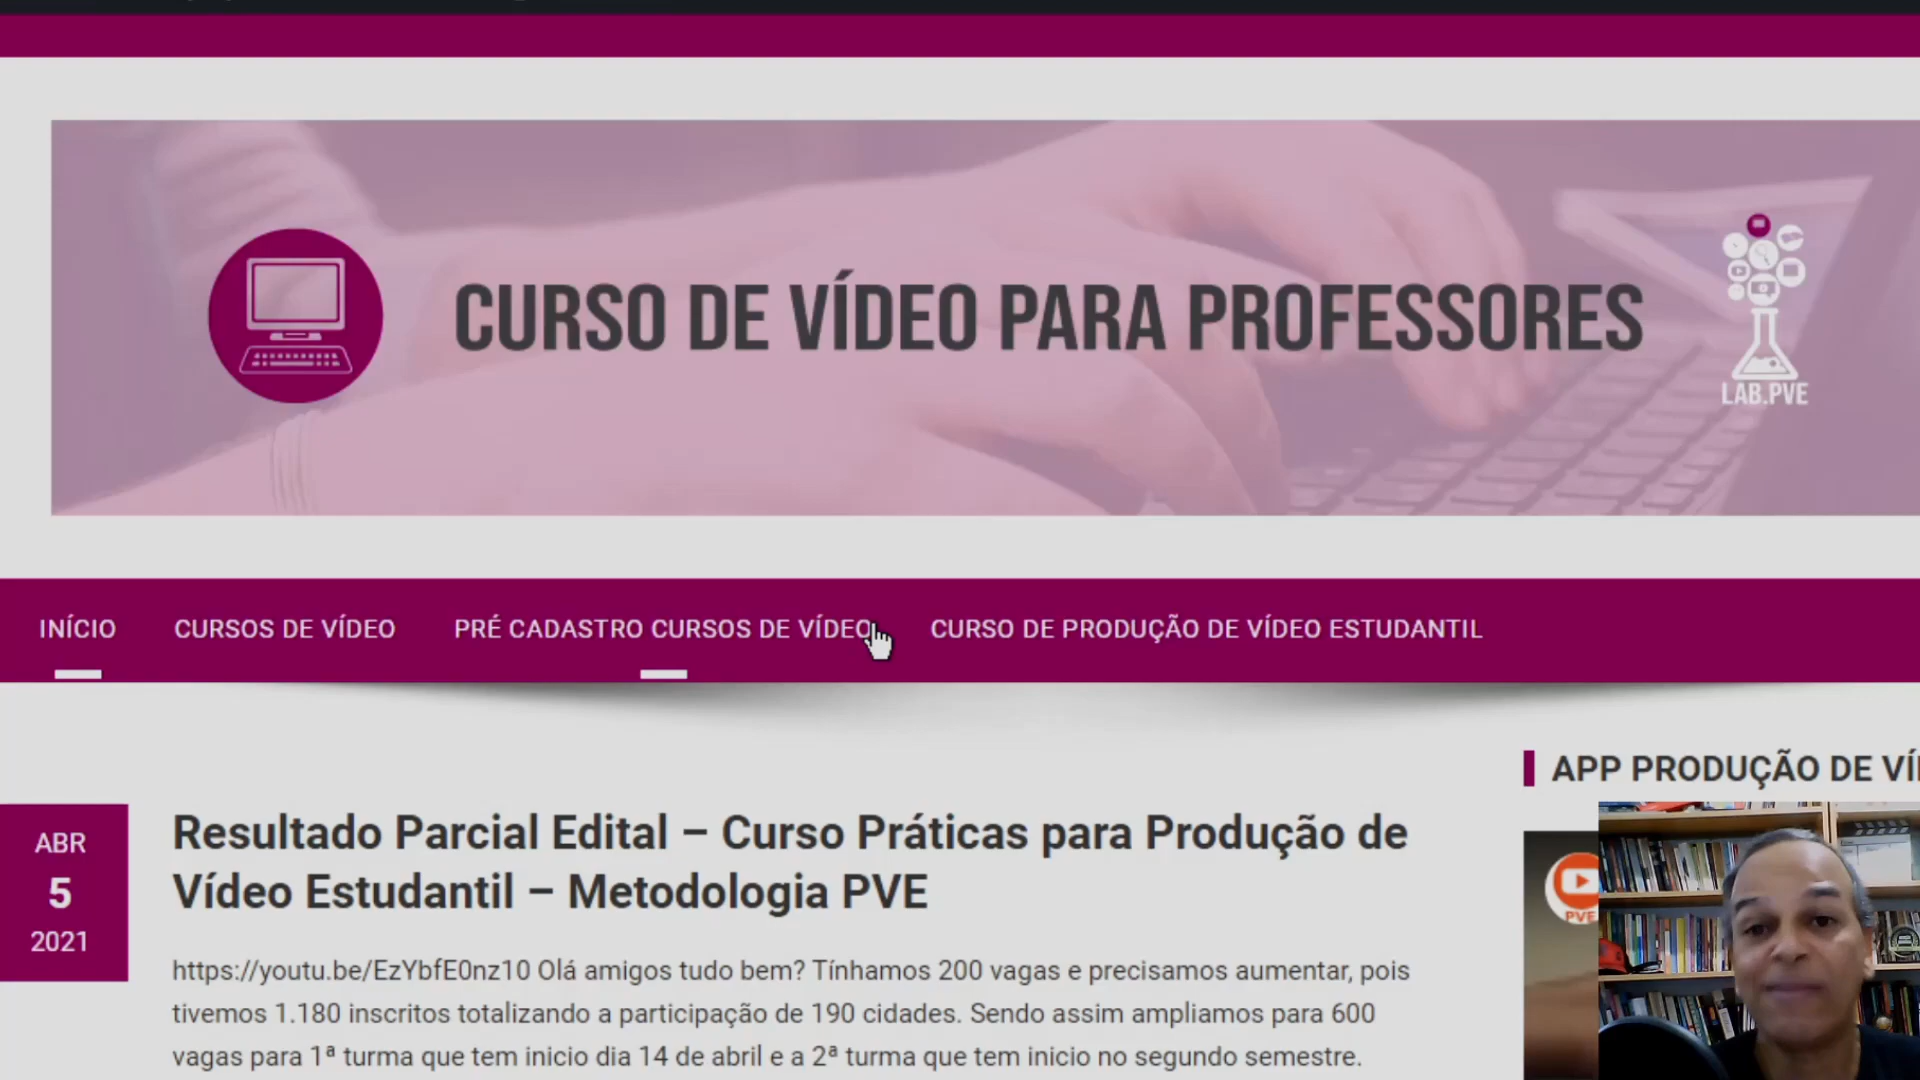 CURSO DE VÍDEO PARA PROFESSORES
LAB.PVE
INÍCIO
CURSOS DE VÍDEO
PRÉ CADASTRO CURSOS DE VÍDEO
CURSO DE PRODUÇÃO DE VÍDEO ESTUDANTIL
APP PRODUÇÃO DE
ABR
5
2021
Resultado Parcial Edital – Curso Práticas para Produção de
Vídeo Estudantil – Metodologia PVE
https://youtu.be/EzYbfE0nz10 Olá amigos tudo bem? Tínhamos 200 vagas e precisamos aumentar, pois
tivemos 1.180 inscritos totalizando a participação de 190 cidades. Sendo assim ampliamos para 600
vagas para 1ª turma que tem inicio dia 14 de abril e a 2ª turma que tem inicio no segundo semestre.
PVE